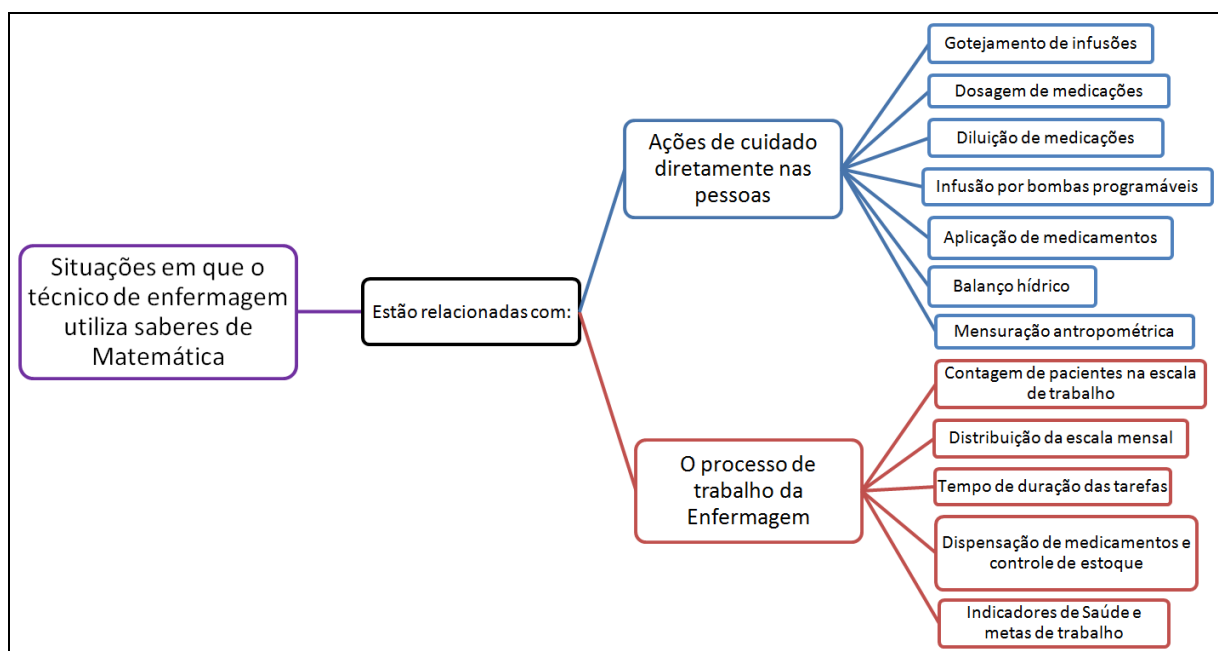 Situações em que o
técnico de enfermagem
utiliza saberes de
Matemática
Estão relacionadas com:
Ações de cuidado
diretamente nas
pessoas
Gotejamento de infusões
Dosagem de medicações
Diluição de medicações
Infusão por bombas programáveis
Aplicação de medicamentos
Balanço hídrico
Mensuração antropométrica
O processo de
trabalho da
Enfermagem
Contagem de pacientes na escala
de trabalho
Distribuição da escala mensal
Tempo de duração das tarefas
Dispensação de medicamentos e
controle de estoque
Indicadores de Saúde e
metas de trabalho